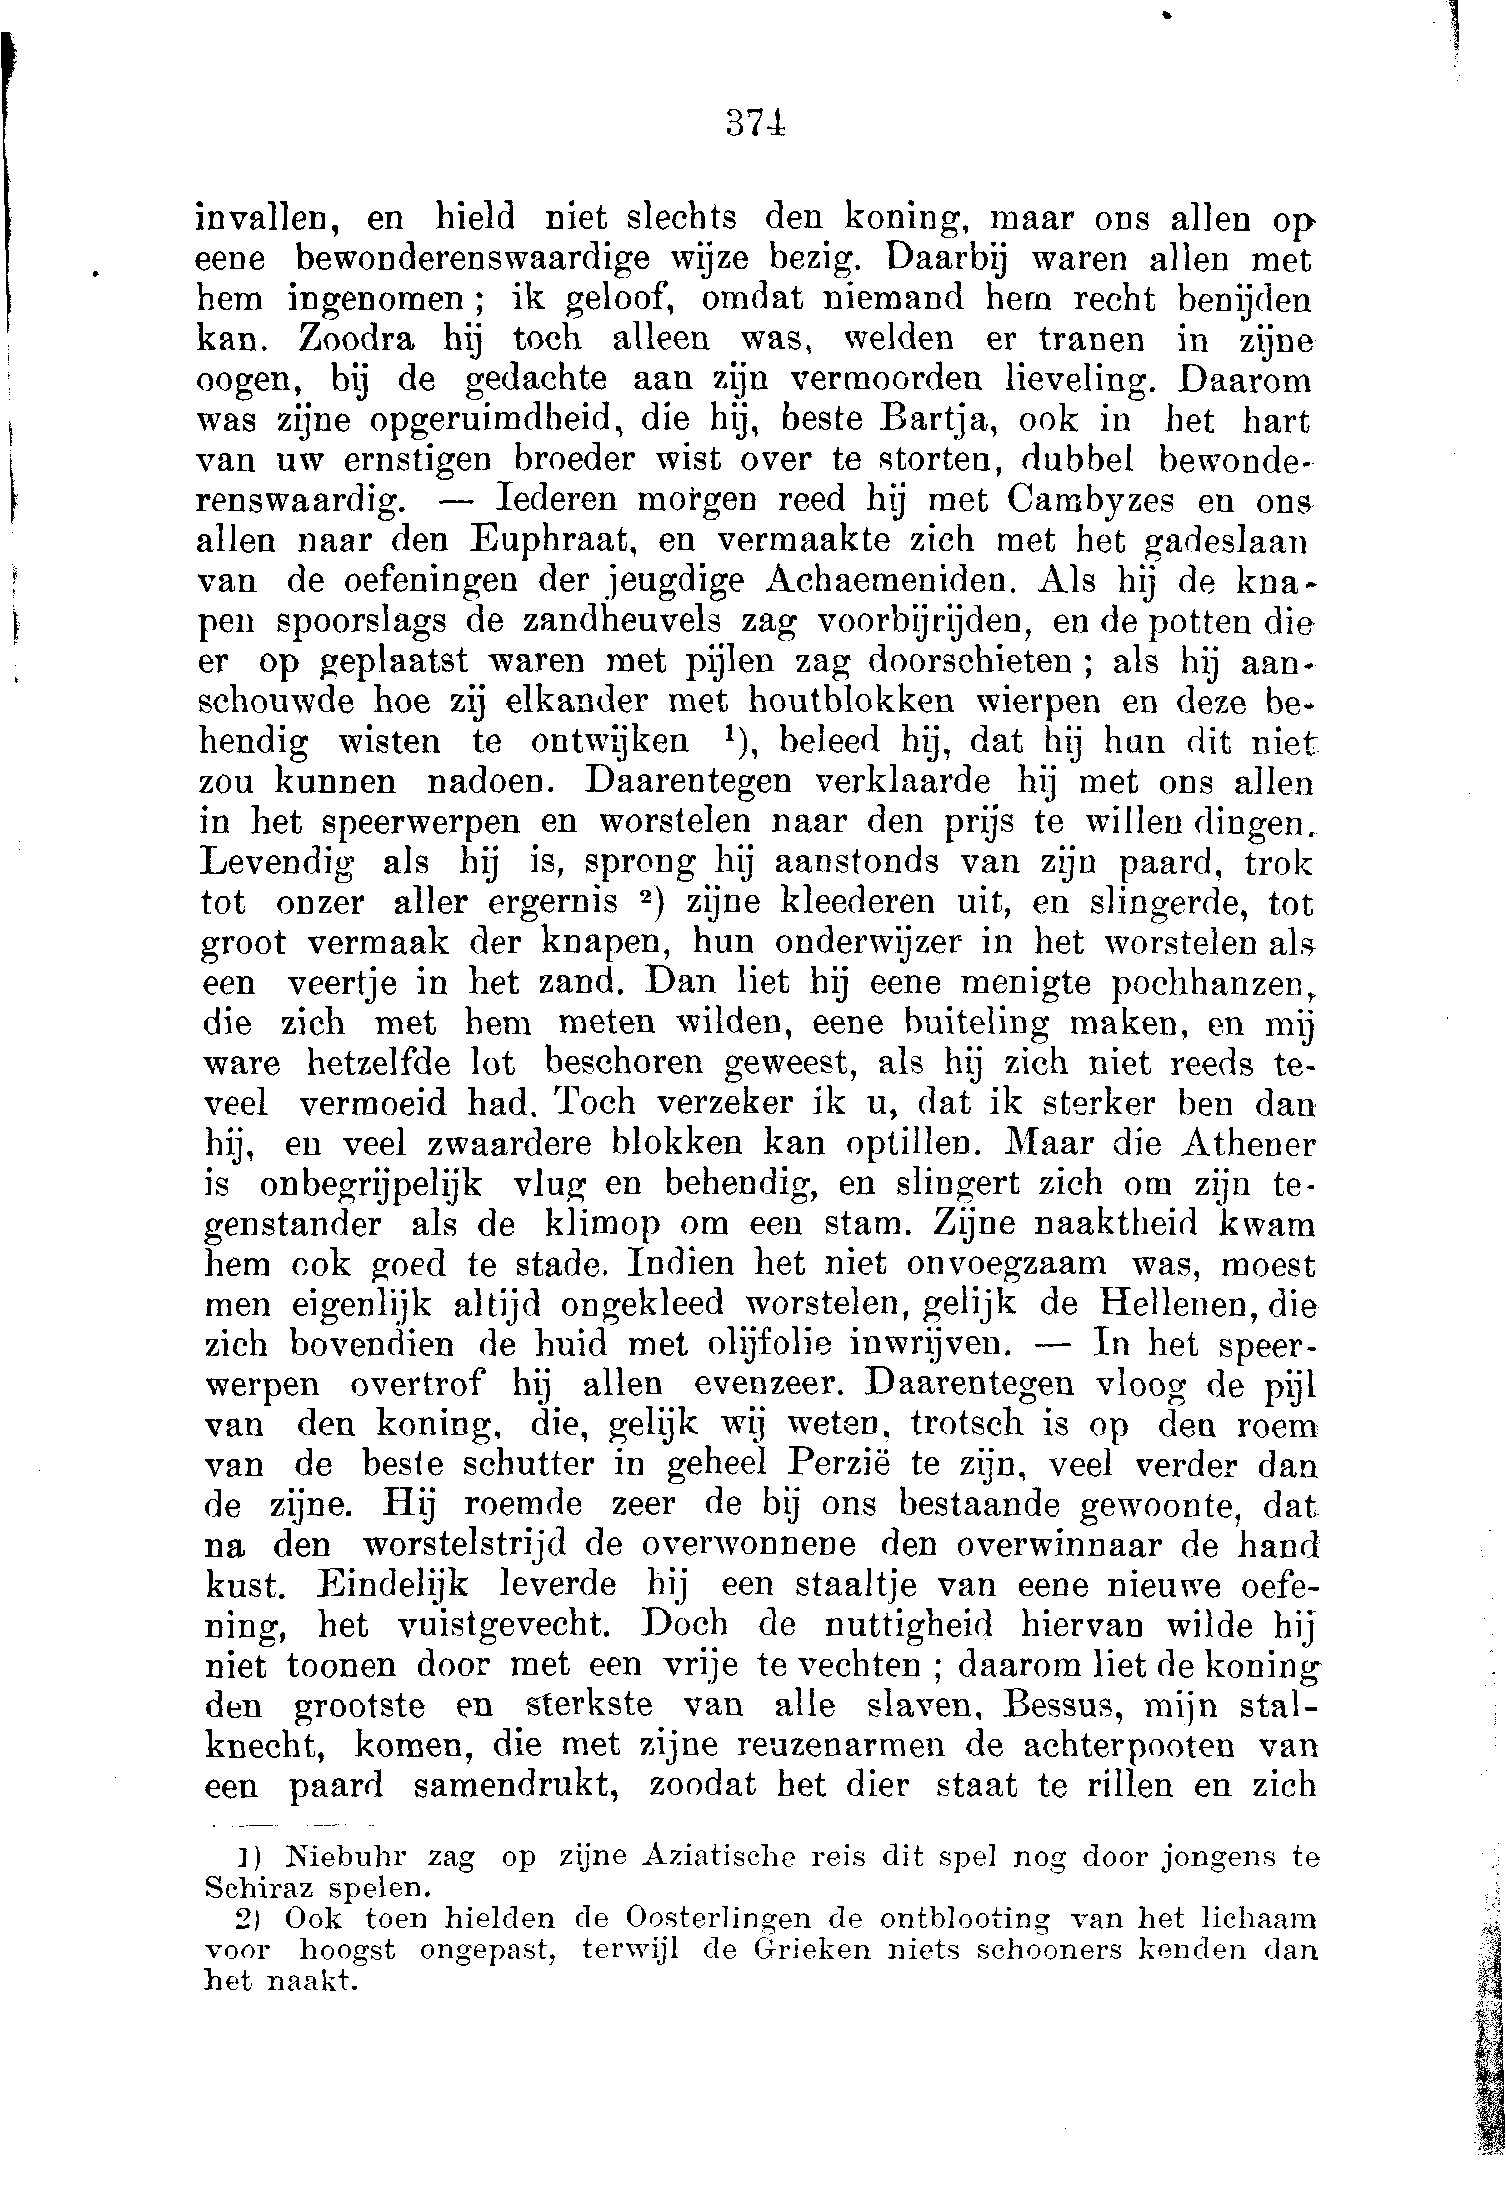 374
invallen, en hield niet slechts den koning, maar ons allen op
eene bewonderenswaardige wijze bezig. Daarbij waren allen met
hem ingenomen ; ik geloof, omdat niemand hem recht benijden
kan. Zoodra hij toch alleen was, welden er tranen in zijne
oogen, bij de gedachte aan zijn vermoorden lieveling. Daarom
was zijne opgeruimdheid, die hij, beste Bartja, ook in het hart
van uw ernstigen broeder wist over te storten, dubbel bewonde-
renswaardig. — Iederen morgen reed hij met Cambyzes en ons
allen naar den Euphraat, en vermaakte zich met het gadeslaan
van de oefeningen der jeugdige Achaemeniden. Als hij de kna-
pen spoorslags de zandheuvels zag voorbijrijden, en de potten die
er op geplaatst waren met pijlen zag doorschieten ; als hij aan-
schouwde hoe zij elkander met houtblokken wierpen en deze be-
hendig wisten te ontwijken ¹), beleed hij, dat hij hun dit niet
zou kunnen nadoen. Daarentegen verklaarde hij met ons allen
in het speerwerpen en worstelen naar den prijs te willen dingen.
Levendig als hij is, sprong hij aanstonds van zijn paard, trok
tot onzer aller ergernis ²) zijne kleederen uit, en slingerde, tot
groot vermaak der knapen, hun onderwijzer in het worstelen als
een veertje in het zand. Dan liet hij eene menigte pochhanzen,
die zich met hem meten wilden, eene buiteling maken, en mij
ware hetzelfde lot beschoren geweest, als hij zich niet reeds te-
veel vermoeid had. Toch verzeker ik u, dat ik sterker ben dan
hij, en veel zwaardere blokken kan optillen. Maar die Athener
is onbegrijpelijk vlug en behendig, en slingert zich om zijn te-
genstander als de klimop om een stam. Zijne naaktheid kwam
hem ook goed te stade. Indien het niet onvoegzaam was, moest
men eigenlijk altijd ongekleed worstelen, gelijk de Hellenen, die
zich bovendien de huid met olijfolie inwrijven. — In het speer-
werpen overtrof hij allen evenzeer. Daarentegen vloog de pijl
van den koning, die, gelijk wij weten, trotsch is op den roem
van de beste schutter in geheel Perzië te zijn, veel verder dan
de zijne. Hij roemde zeer de bij ons bestaande gewoonte, dat
na den worstelstrijd de overwonnene den overwinnaar de hand
kust. Eindelijk leverde hij een staaltje van eene nieuwe oefe-
ning, het vuistgevecht. Doch de nuttigheid hiervan wilde hij
niet toonen door met een vrije te vechten ; daarom liet de koning
den grootste en sterkste van alle slaven, Bessus, mijn stal-
knecht, komen, die met zijne reuzenarmen de achterpooten van
een paard samendrukt, zoodat het dier staat te rillen en zich
1) Niebuhr zag op zijne Aziatische reis dit spel nog door jongens te
Schiraz spelen.
2) Ook toen hielden de Oosterlingen de ontblooting van het lichaam
voor hoogst ongepast, terwijl de Grieken niets schooners kenden dan
het naakt.